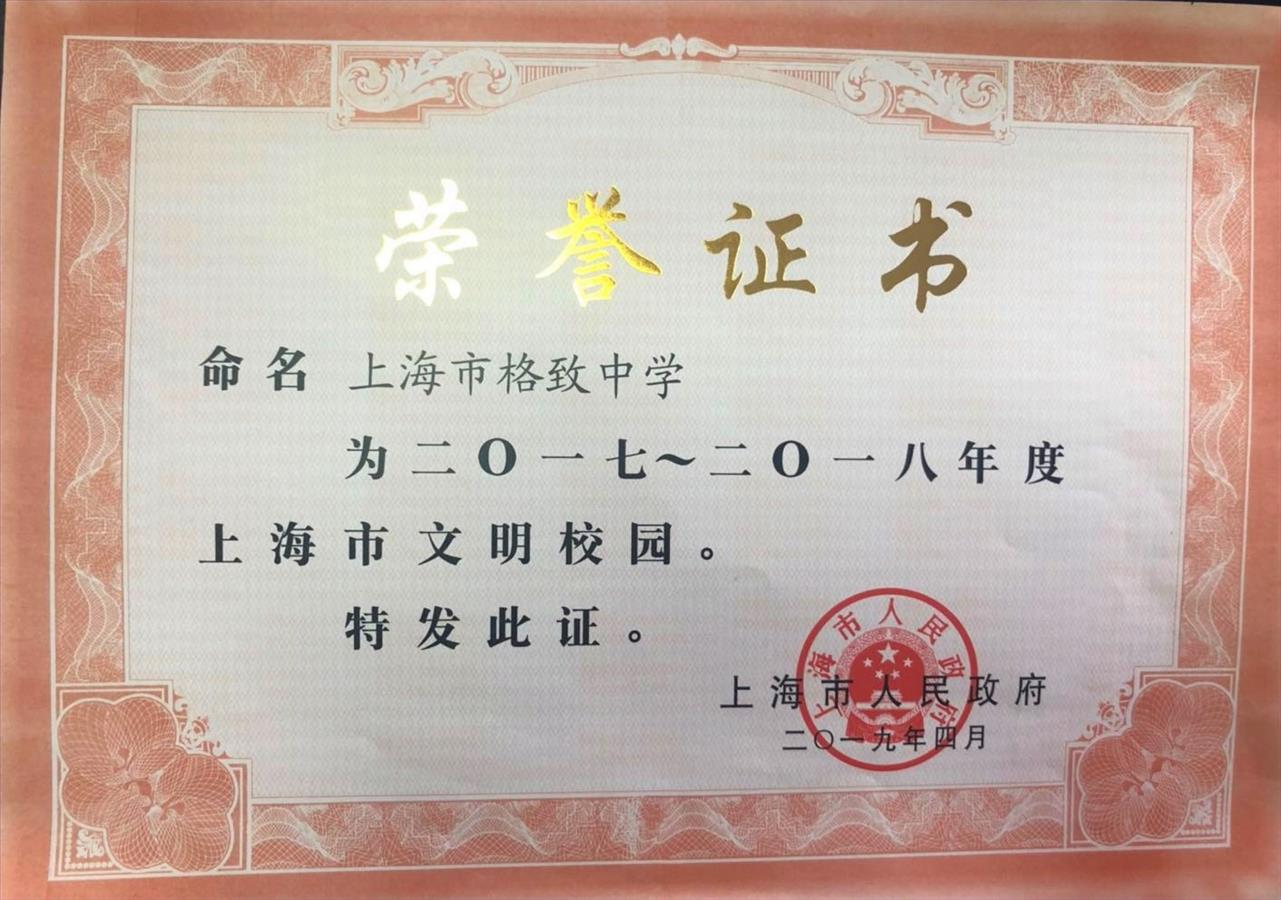 荣誉证书
命名 上海市格致中学
为二〇一七~二〇一八年度
上海市文明校园。
特发此证。
上海市人民政府
上海市人民政府
二〇一九年四月